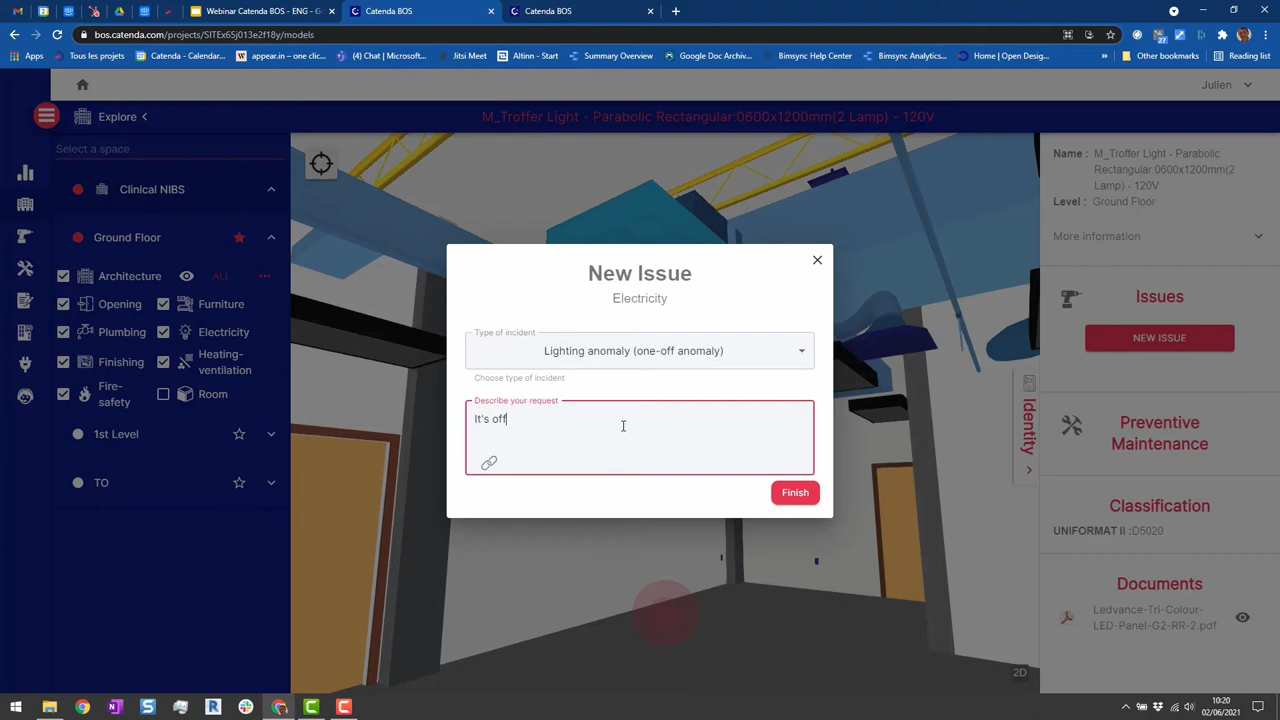 Webinar Catenda BOS - ENG - G
Catenda BOS
Catenda BOS
bos.catenda.com/projects/SITEx65j013e2f18y/models
Apps
Tous les floorplan
Catenda - Calendar...
appear.in – one clic...
(4) Chat | Microsoft...
Jitsi Meet
Altinn - Start
Summary Overview
Google Doc Archive...
Bimsync Help Center
Bimsync Analytics...
Home | Open Desig...
»
Other bookmarks
Reading list
Julien
Explore
M_Troffer Light - Parabolic Rectangular:0600x1200mm(2 Lamp) - 120V
Select a space
Clinical NIBS
Ground Floor
Architecture
ALL
Opening
Furniture
Plumbing
Electricity
Finishing
Heating-
ventilation
Fire-
safety
Room
1st Level
TO
New Issue
Electricity
Type of incident
Lighting anomaly (one-off anomaly)
Choose type of incident
Describe your request
It's off
Finish
2D
Name : M_Troffer Light - Parabolic
Rectangular:0600x1200mm(2
Lamp) - 120V
Level : Ground Floor
More information
Issues
NEW ISSUE
Identity
Preventive
Maintenance
Classification
UNIFORMAT II :D5020
Documents
Ledvance-Tri-Colour-
LED-Panel-G2-RR-2.pdf
10:20
02/06/2021